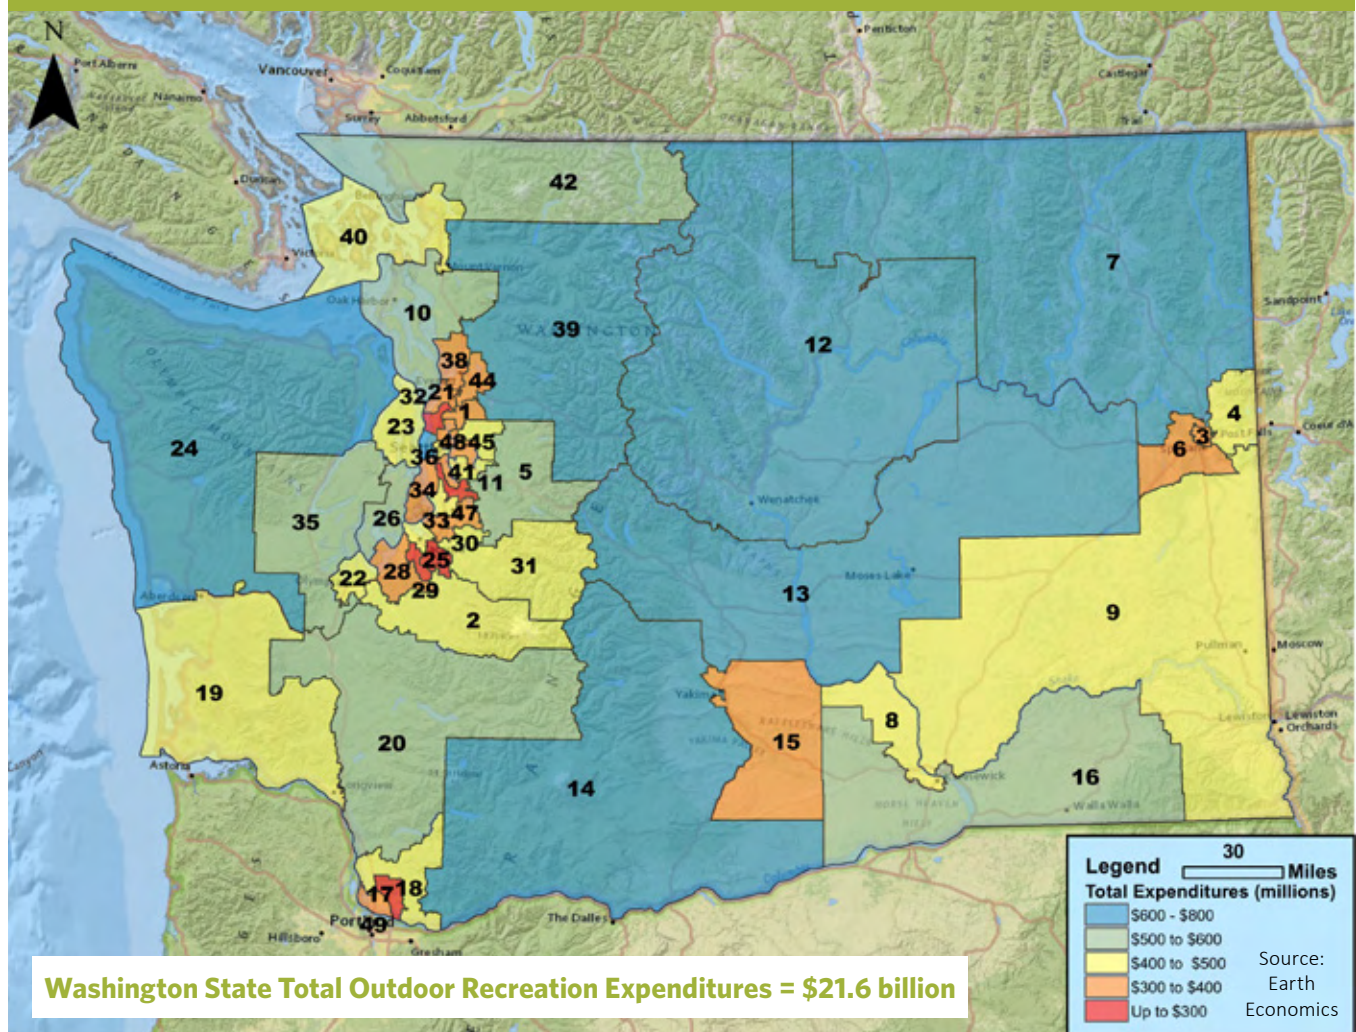 N
Port Alberni
Nanaimo
Vancouver
Coquitlam
Surrey
Abbotsford
Penticton
Castlegar
Trail
Duncan
Victoria
42
40
Mount Vernon
Oak Harbor
10
39
WASHINGTON
7
Sandpoint
12
38
44
21
32
1
23
48
45
36
41
11
5
34
47
33
26
30
24
35
4
3
6
Post Falls
Wenatchee
28
25
31
22
29
2
Moses Lake
13
9
Aberdeen
Pullman
Moscow
19
Yakima
Lewiston
Lewiston
Orchards
8
15
20
Astoria
14
16
Walla Walla
17
18
Portland
49
Hillsboro
Gresham
The Dalles
30
Legend
Miles
Total Expenditures (millions)
$600 - $800
$500 to $600
$400 to $500
$300 to $400
Up to $300
Source:
Earth
Economics
Washington State Total Outdoor Recreation Expenditures = $21.6 billion